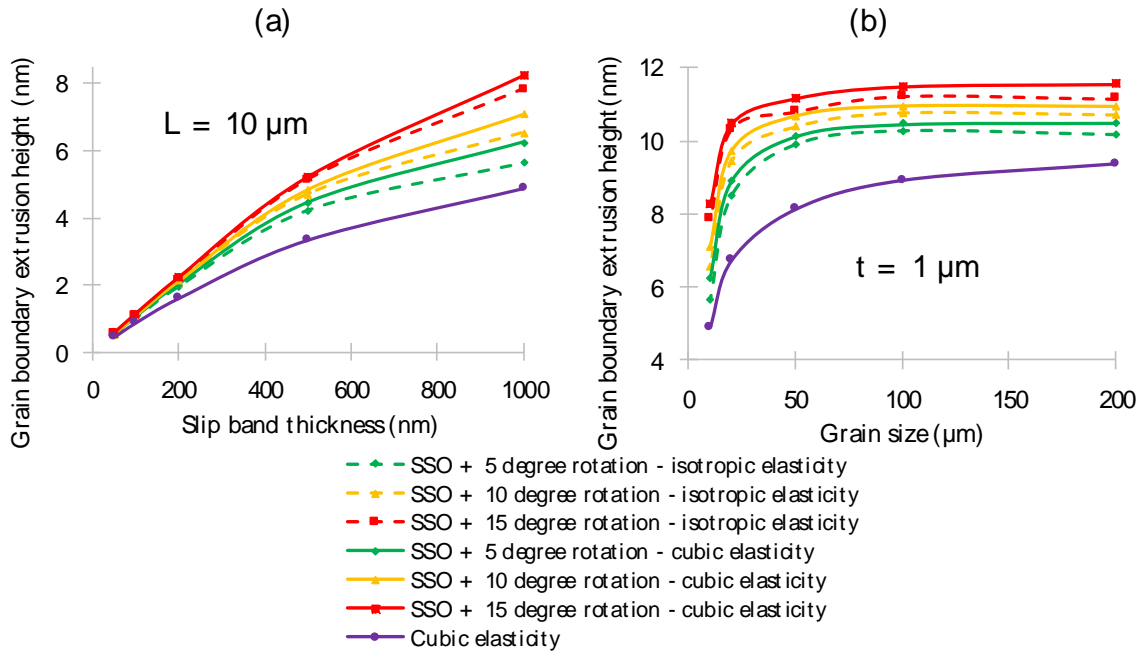 (a)
(b)
Grain boundary extrusion height (nm)
8
6
4
2
0
L = 10 µm
0 200 400 600 800 1000
Slip band thickness (nm)
Grain boundary extrusion height (nm)
12
10
8
6
4
t = 1 µm
0 50 100 150 200
Grain size (µm)
SSO + 5 degree rotation - isotropic elasticity
SSO + 10 degree rotation - isotropic elasticity
SSO + 15 degree rotation - isotropic elasticity
SSO + 5 degree rotation - cubic elasticity
SSO + 10 degree rotation - cubic elasticity
SSO + 15 degree rotation - cubic elasticity
Cubic elasticity